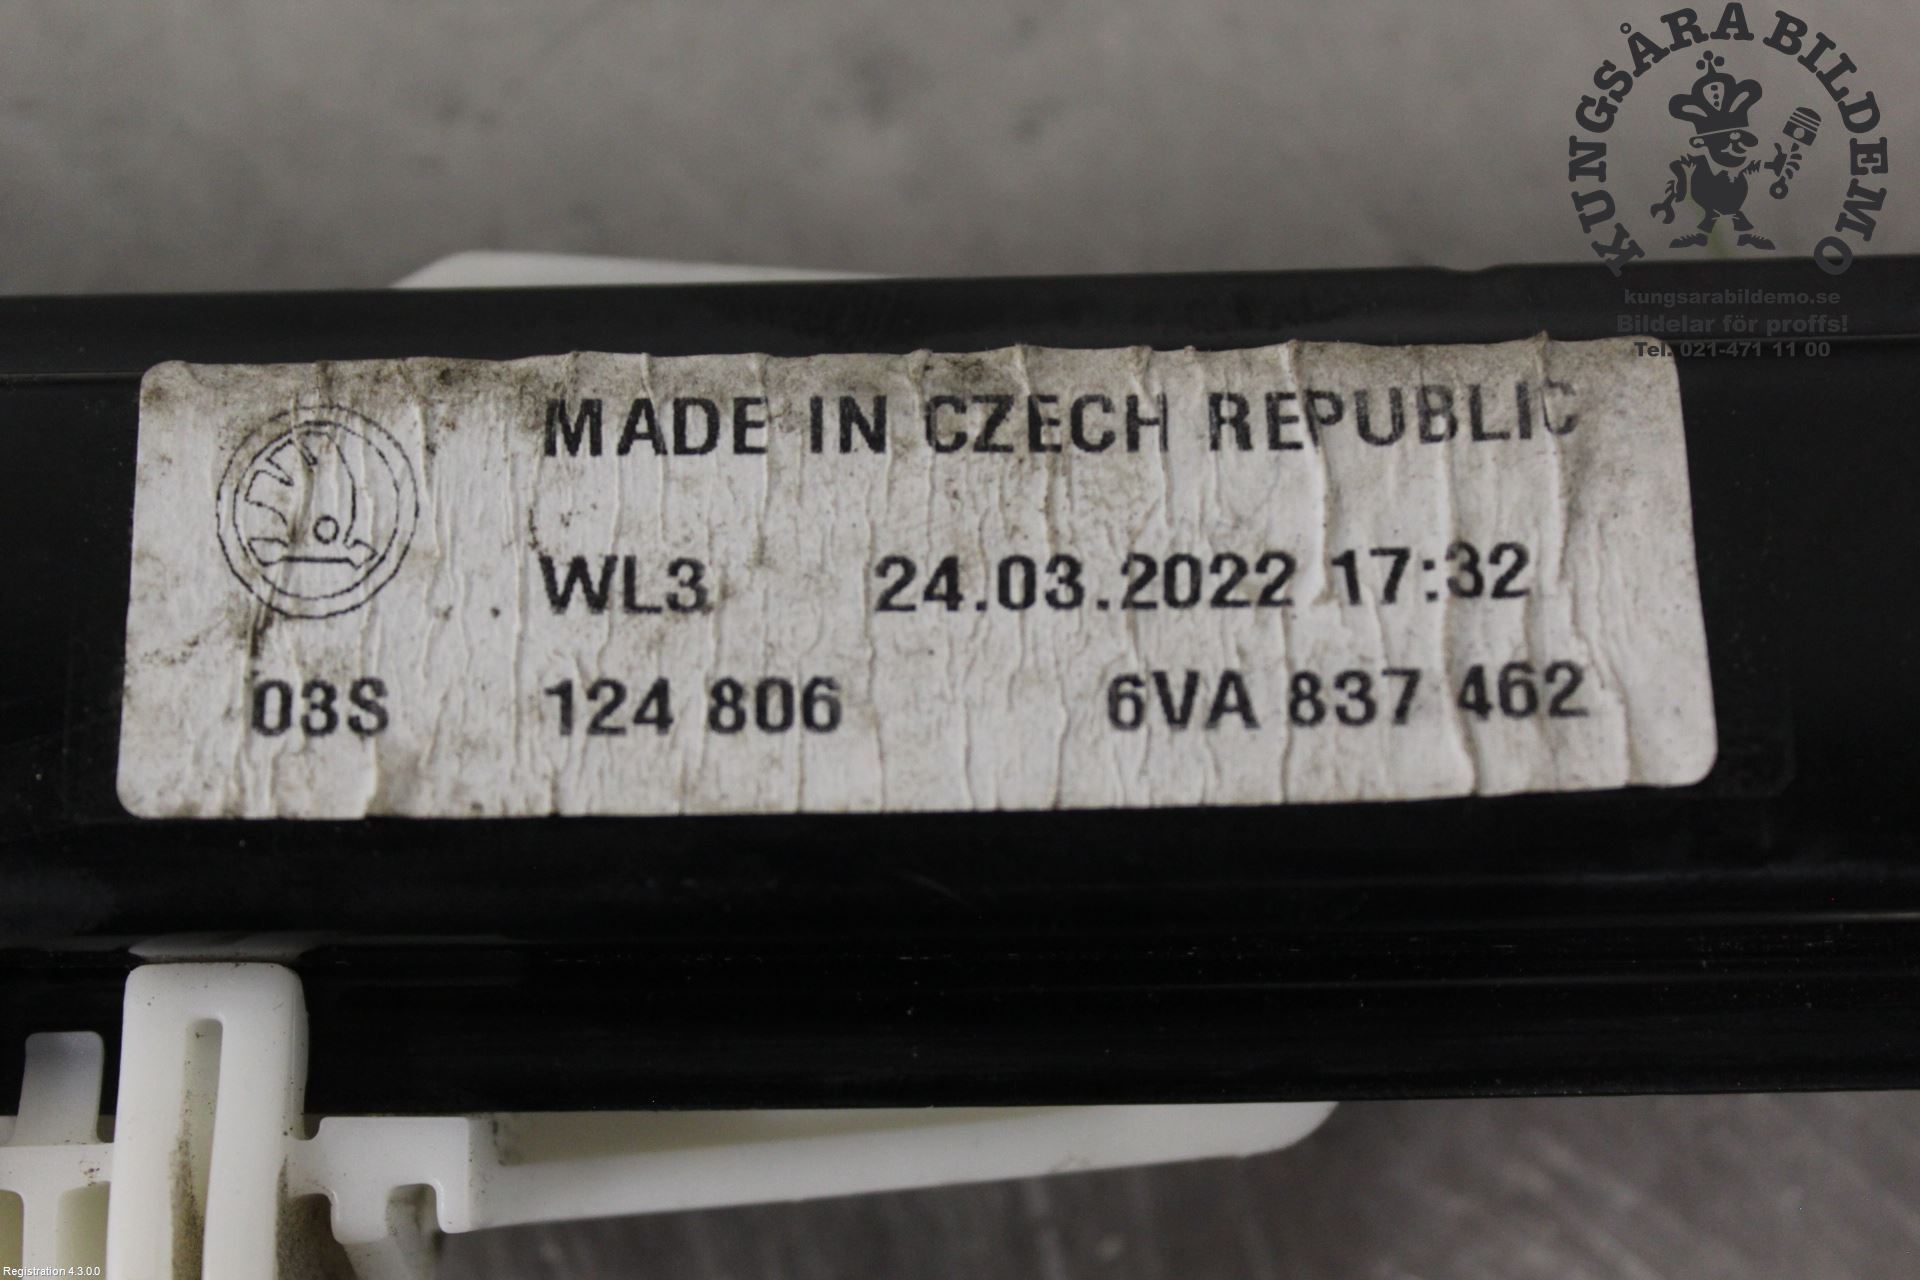 KUNGSÅRA BILDEMO
kungsarabildemo.se
Bildelar för proffs!
Tel. 021-471 11 00
MADE IN CZECH REPUBLIC
WL3 24.03.2022 17:32
03S 124 806 6VA 837 462
Registration 4.3.0.0